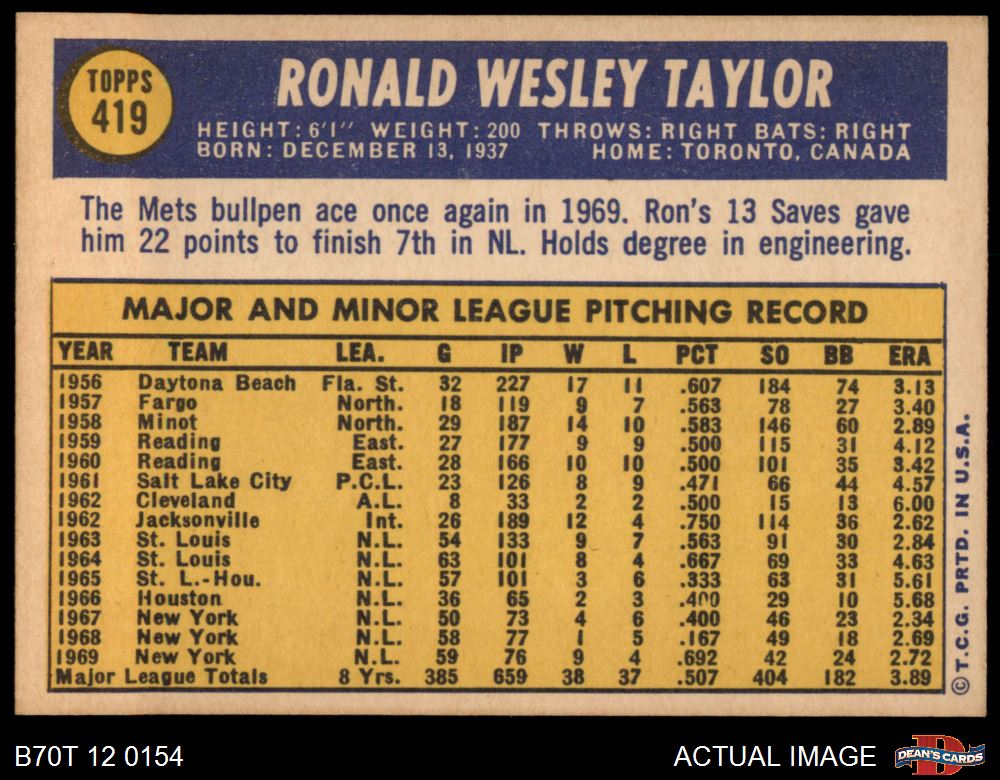 TOPPS
419
RONALD WESLEY TAYLOR
HEIGHT: 6'1" WEIGHT: 200 THROWS: RIGHT BATS: RIGHT
BORN: DECEMBER 13, 1937 HOME: TORONTO, CANADA
The Mets bullpen ace once again in 1969. Ron's 13 Saves gave
him 22 points to finish 7th in NL. Holds degree in engineering.
MAJOR AND MINOR LEAGUE PITCHING RECORD
YEAR TEAM LEA. G IP W L PCT SO BB ERA
1956 Daytona Beach Fla. St. 32 227 17 11 .607 184 74 3.13
1957 Fargo North. 18 119 9 7 .563 78 27 3.40
1958 Minot North. 29 187 14 10 .583 146 60 2.89
1959 Reading East. 27 177 9 9 .500 115 31 4.12
1960 Reading East. 28 166 10 10 .500 101 35 3.42
1961 Salt Lake City P.C.L. 23 126 8 9 .471 66 44 4.57
1962 Cleveland A.L. 8 33 2 2 .500 15 13 6.00
1962 Jacksonville Int. 26 189 12 4 .750 114 36 2.62
1963 St. Louis N.L. 54 133 9 7 .563 91 30 2.84
1964 St. Louis N.L. 63 101 8 4 .667 69 33 4.63
1965 St. L.-Hou. N.L. 57 101 3 6 .333 63 31 5.61
1966 Houston N.L. 36 65 2 3 .400 29 10 5.68
1967 New York N.L. 50 73 4 6 .400 46 23 2.34
1968 New York N.L. 58 77 1 5 .167 49 18 2.69
1969 New York N.L. 59 76 9 4 .692 42 24 2.72
Major League Totals 8 Yrs. 385 659 38 37 .507 404 182 3.89
©T.C.G. PRTD. IN U.S.A.
B70T 12 0154
ACTUAL IMAGE
DEAN'S CARDS